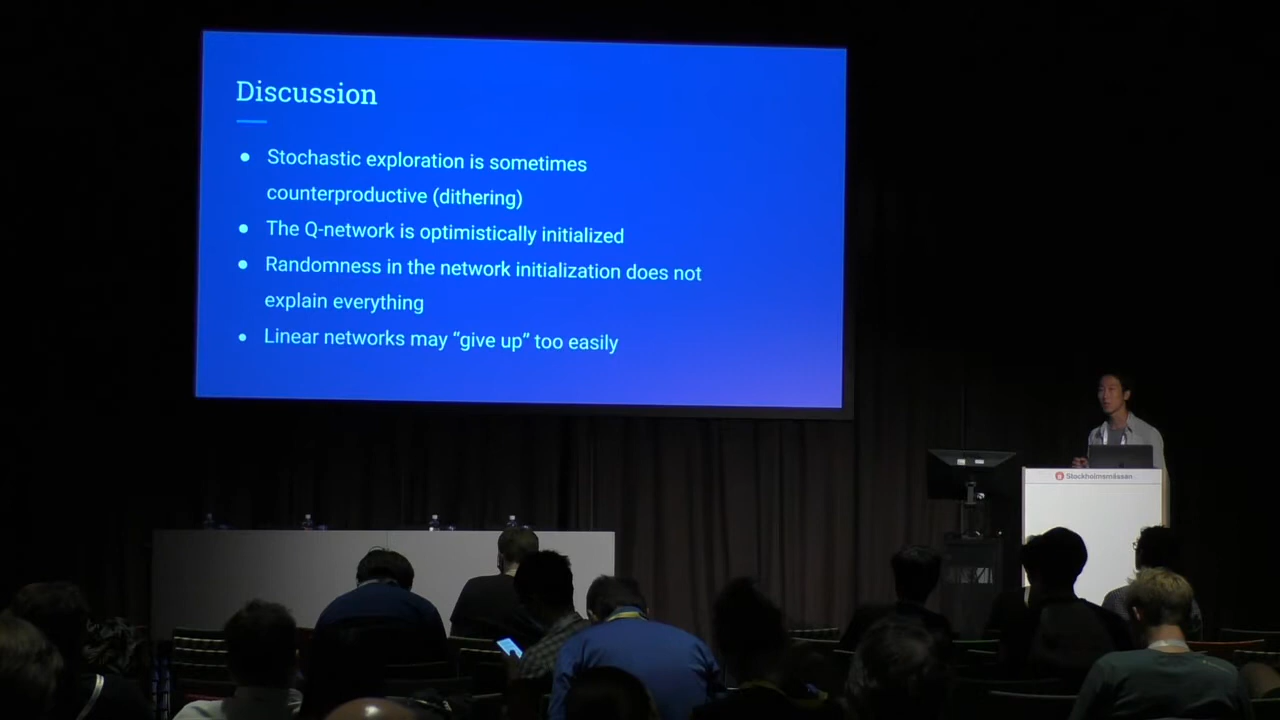 Discussion
● Stochastic exploration is sometimes
counterproductive (dithering)
● The Q-network is optimistically initialized
● Randomness in the network initialization does not
explain everything
● Linear networks may “give up” too easily
Stockholmsmässan